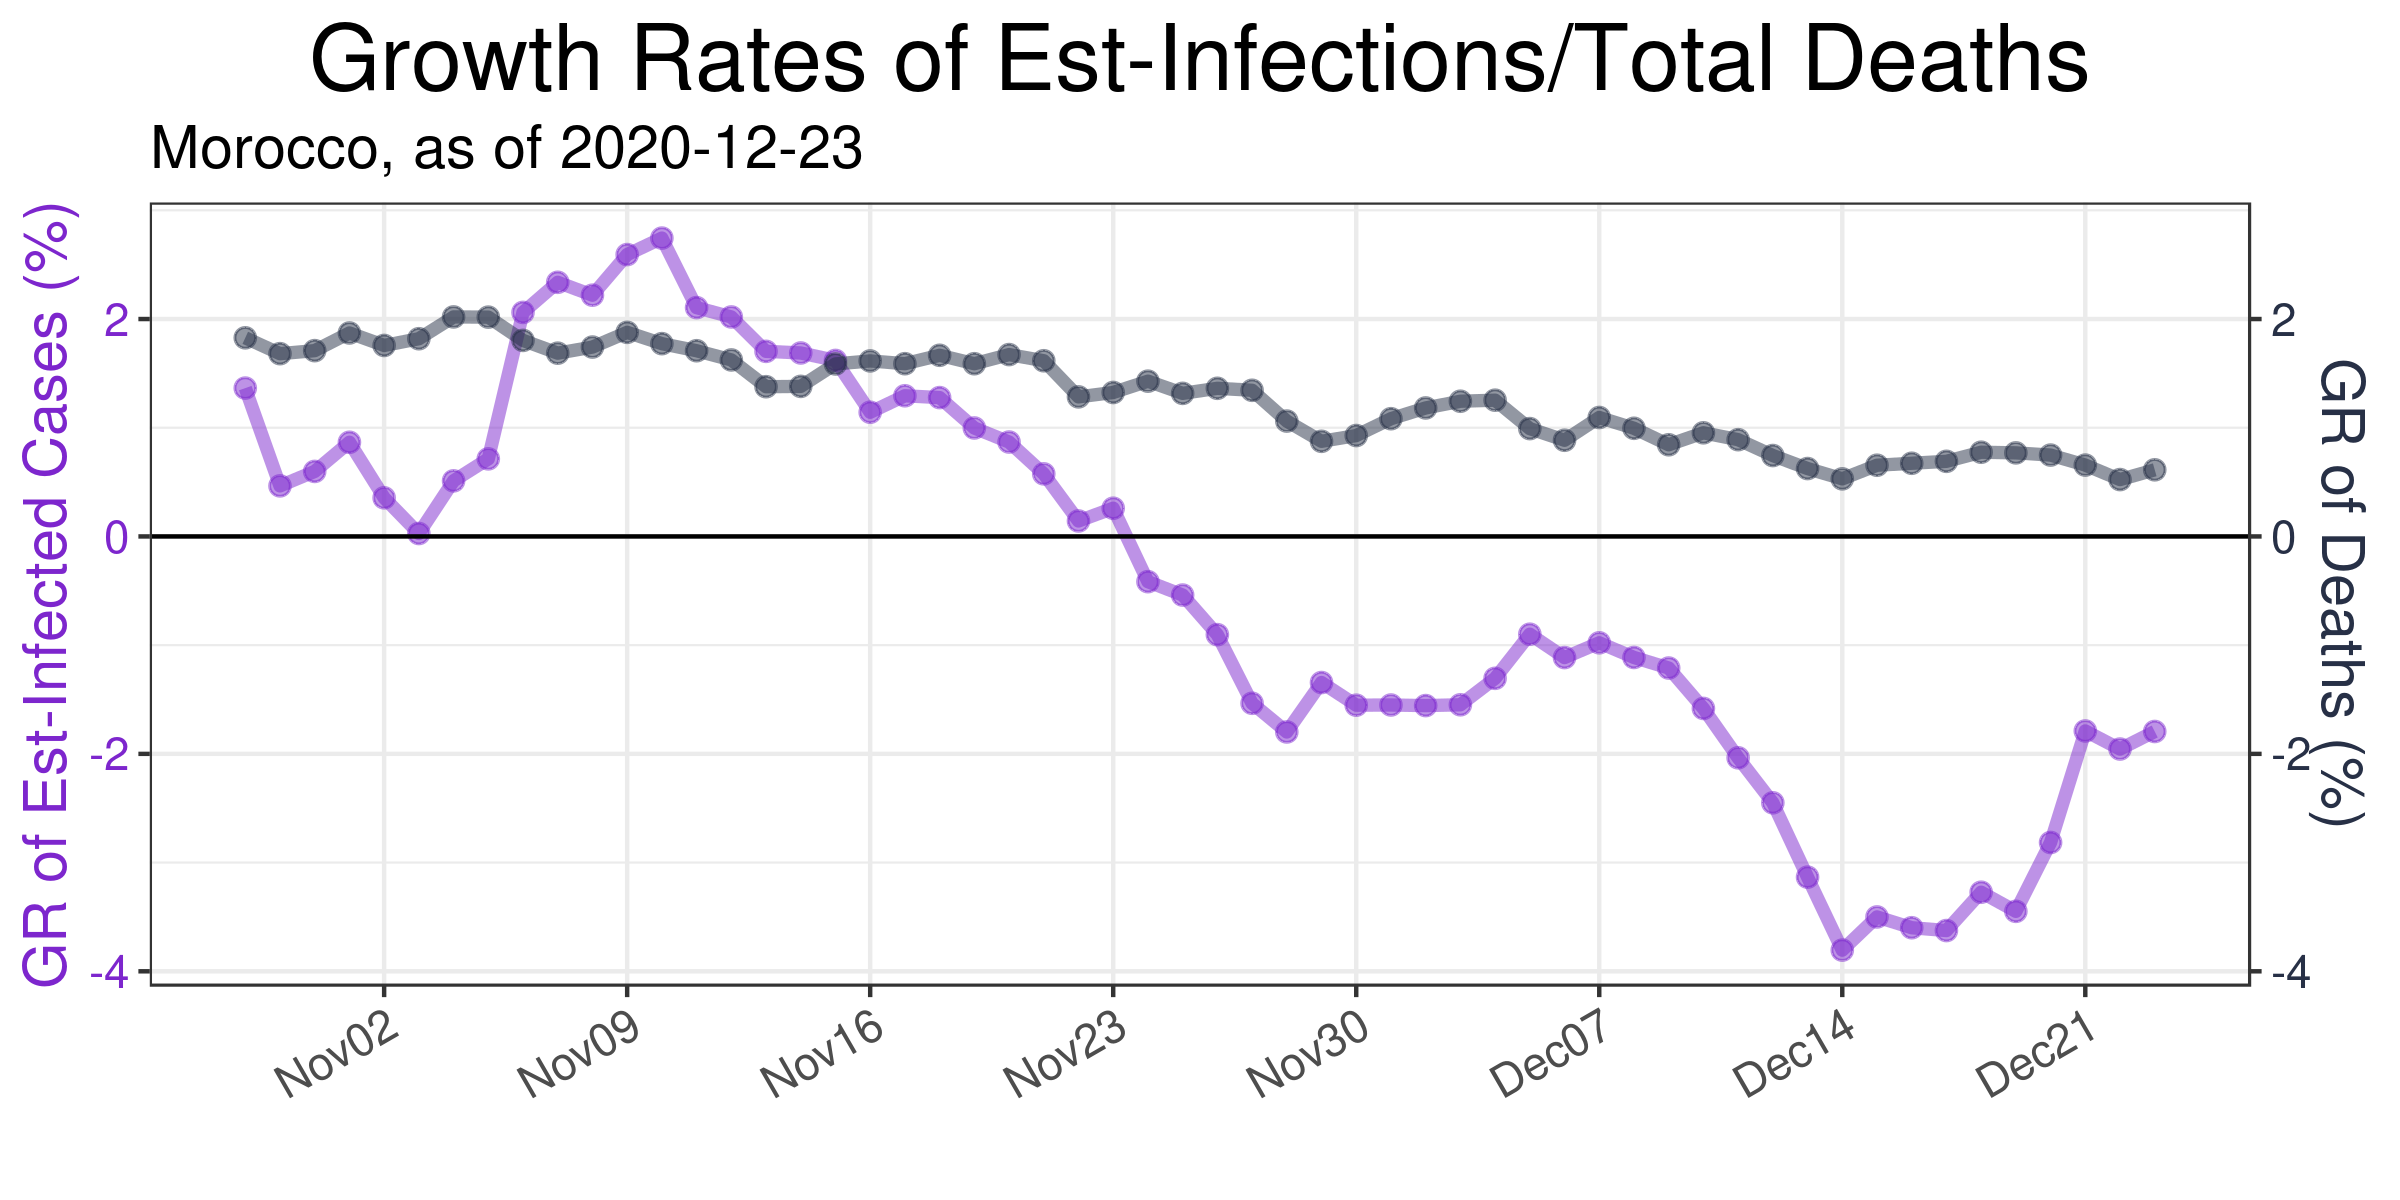 Growth Rates of Est-Infections/Total Deaths
Morocco, as of 2020-12-23
GR of Est-Infected Cases (%)
2
0
-2
-4
2
0
-2
-4
GR of Deaths (%)
Nov02
Nov09
Nov16
Nov23
Nov30
Dec07
Dec14
Dec21